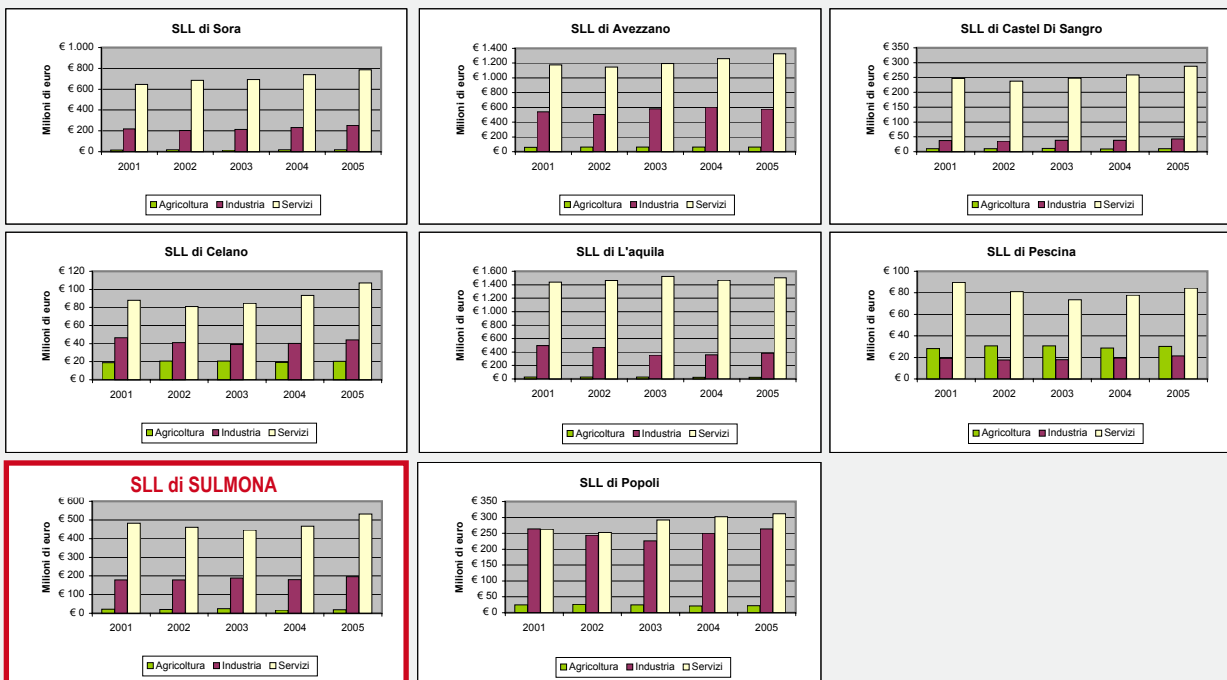 SLL di Sora
Milioni di euro
€ 1.000
€ 800
€ 600
€ 400
€ 200
€ 0
2001 2002 2003 2004 2005
Agricoltura Industria Servizi
SLL di Avezzano
Milioni di euro
€ 1.400
€ 1.200
€ 1.000
€ 800
€ 600
€ 400
€ 200
€ 0
2001 2002 2003 2004 2005
Agricoltura Industria Servizi
SLL di Castel Di Sangro
Milioni di euro
€ 350
€ 300
€ 250
€ 200
€ 150
€ 100
€ 50
€ 0
2001 2002 2003 2004 2005
Agricoltura Industria Servizi
SLL di Celano
Milioni di euro
€ 120
€ 100
€ 80
€ 60
€ 40
€ 20
€ 0
2001 2002 2003 2004 2005
Agricoltura Industria Servizi
SLL di L'aquila
Milioni di euro
€ 1.600
€ 1.400
€ 1.200
€ 1.000
€ 800
€ 600
€ 400
€ 200
€ 0
2001 2002 2003 2004 2005
Agricoltura Industria Servizi
SLL di Pescina
Milioni di euro
€ 100
€ 80
€ 60
€ 40
€ 20
€ 0
2001 2002 2003 2004 2005
Agricoltura Industria Servizi
SLL di SULMONA
Milioni di euro
€ 600
€ 500
€ 400
€ 300
€ 200
€ 100
€ 0
2001 2002 2003 2004 2005
Agricoltura Industria Servizi
SLL di Popoli
Milioni di euro
€ 350
€ 300
€ 250
€ 200
€ 150
€ 100
€ 50
€ 0
2001 2002 2003 2004 2005
Agricoltura Industria Servizi